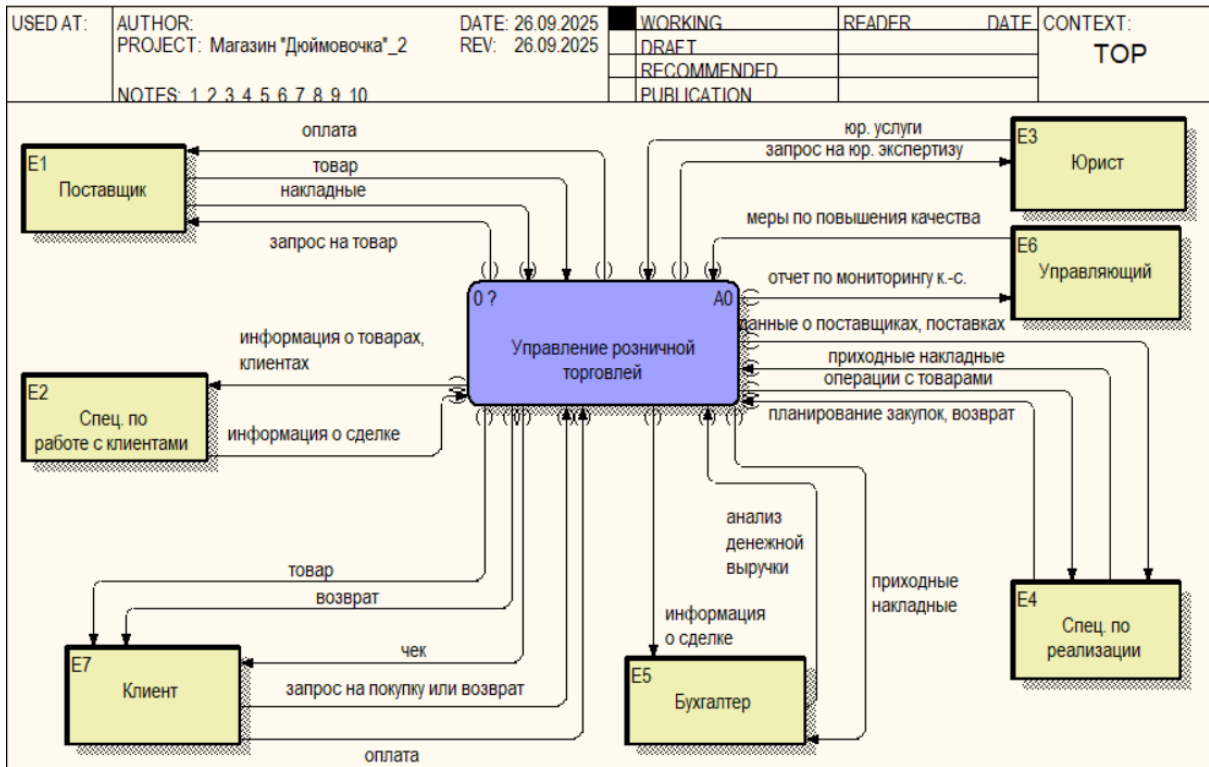 USED AT:
AUTHOR:
DATE: 26.09.2025
PROJECT: Магазин "Дюймовочка"_2
REV: 26.09.2025
NOTES: 1 2 3 4 5 6 7 8 9 10
WORKING
DRAFT
RECOMMENDED
PUBLICATION
READER
DATE
CONTEXT:
TOP
E1
Поставщик
оплата
товар
накладные
запрос на товар
юр. услуги
запрос на юр. экспертизу
E3
Юрист
меры по повышения качества
E6
Управляющий
отчет по мониторингу к.-с.
0 ?
A0
Управление розничной
торговлей
данные о поставщиках, поставках
приходные накладные
операции с товарами
планирование закупок, возврат
информация о товарах,
клиентах
E2
Спец. по
работе с клиентами
информация о сделке
товар
возврат
чек
запрос на покупку или возврат
оплата
E7
Клиент
анализ
денежной
выручки
информация
о сделке
E5
Бухгалтер
приходные
накладные
E4
Спец. по
реализации